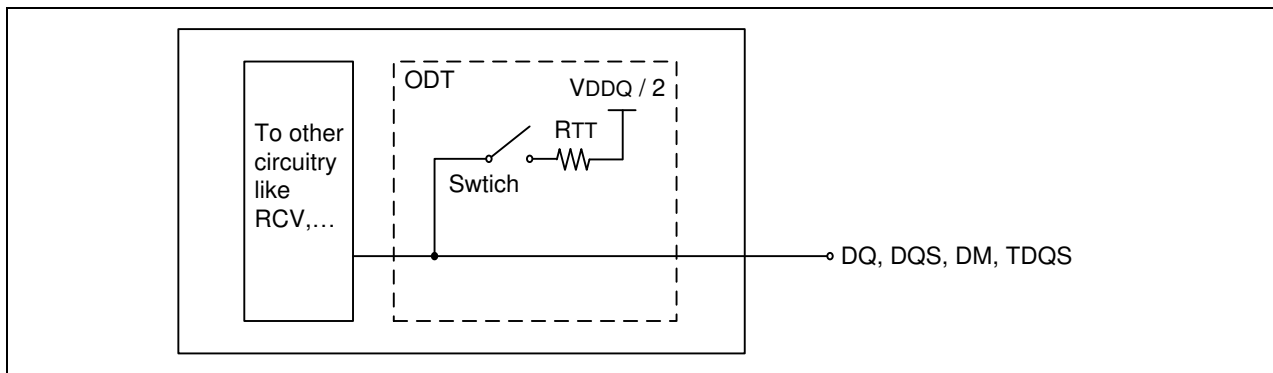 ODT
VDDQ / 2
RTT
Swtich
To other
circuitry
like
RCV,…
DQ, DQS, DM, TDQS